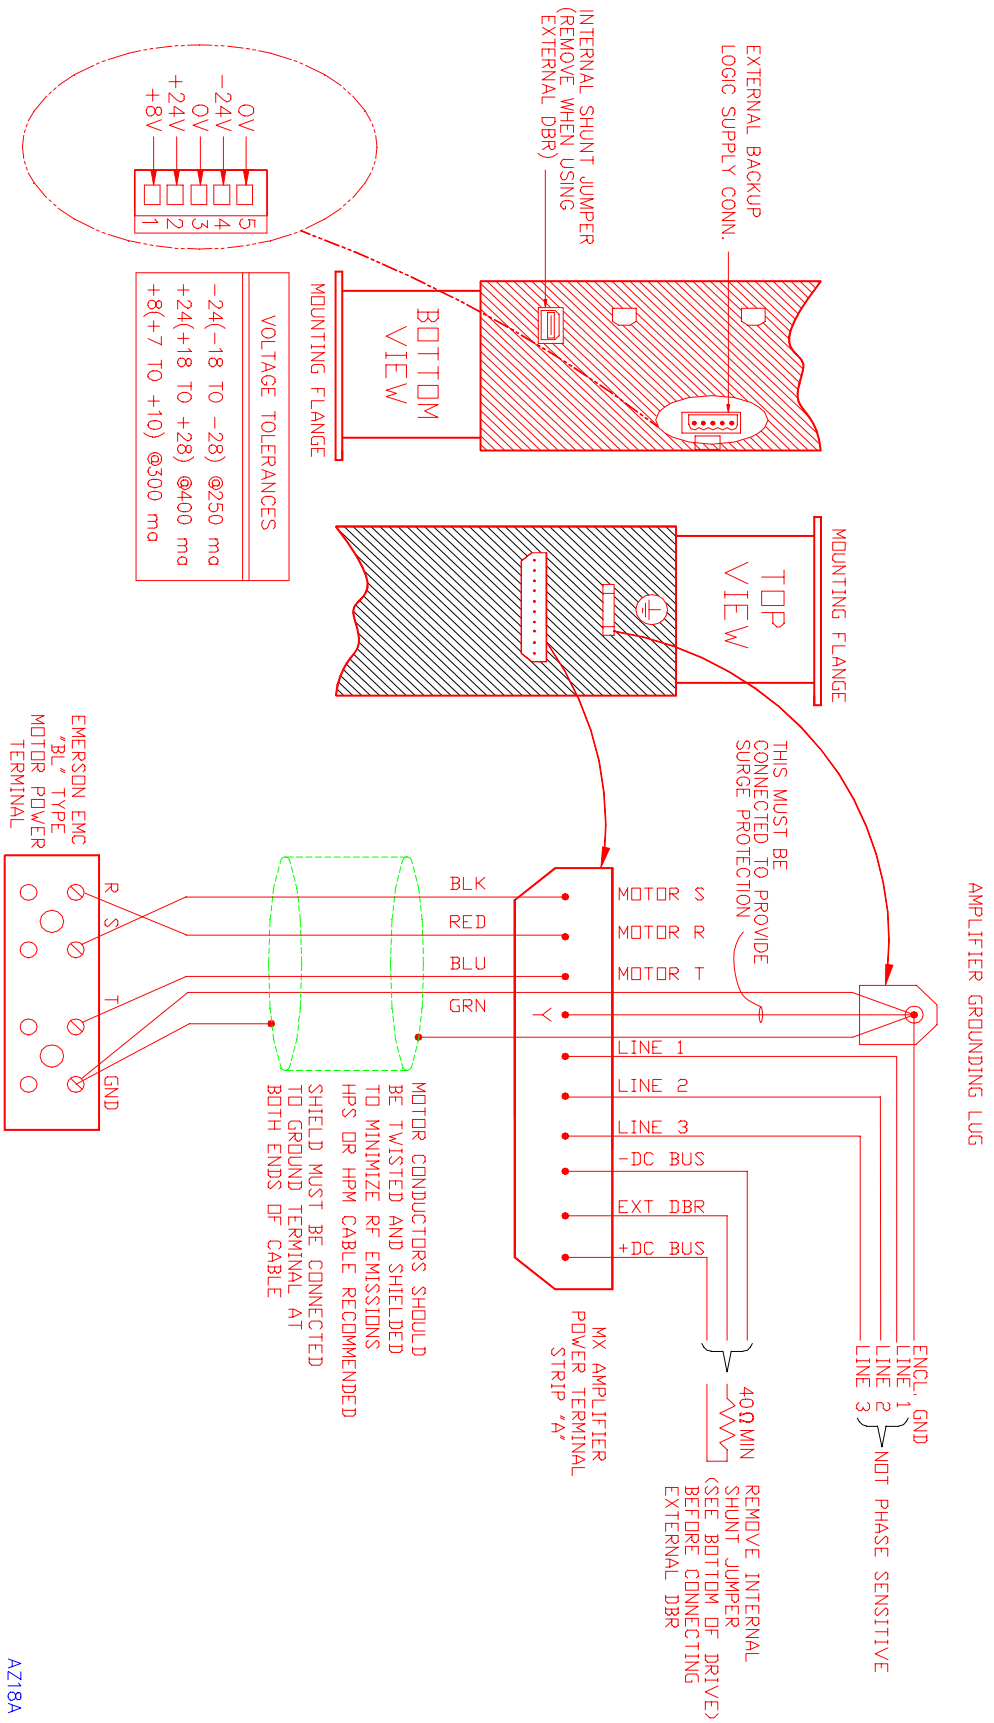 AMPLIFIER GROUNDING LUG
MOUNTING FLANGE
TOP
VIEW
THIS MUST BE
CONNECTED TO PROVIDE
SURGE PROTECTION
EXTERNAL BACKUP
LOGIC SUPPLY CONN.
INTERNAL SHUNT JUMPER
(REMOVE WHEN USING
EXTERNAL DBR)
BOTTOM
VIEW
MOUNTING FLANGE
0V
-24V
0V
+24V
+8V
5
4
3
2
1
VOLTAGE TOLERANCES
-24(-18 TO -28) @250 ma
+24(+18 TO +28) @400 ma
+8(+7 TO +10) @300 ma
ENCL. GND
LINE 1
LINE 2
LINE 3
NOT PHASE SENSITIVE
40Ω MIN
REMOVE INTERNAL
SHUNT JUMPER
(SEE BOTTOM OF DRIVE)
BEFORE CONNECTING
EXTERNAL DBR
MOTOR S
MOTOR R
MOTOR T
LINE 1
LINE 2
LINE 3
-DC BUS
EXT DBR
+DC BUS
MX AMPLIFIER
POWER TERMINAL
STRIP "A"
BLK
RED
BLU
GRN
MOTOR CONDUCTORS SHOULD
BE TWISTED AND SHIELDED
TO MINIMIZE RF EMISSIONS
HPS OR HPM CABLE RECOMMENDED
SHIELD MUST BE CONNECTED
TO GROUND TERMINAL AT
BOTH ENDS OF CABLE
R
S
T
GND
EMERSON EMC
"BL" TYPE
MOTOR POWER
TERMINAL
AZ18A